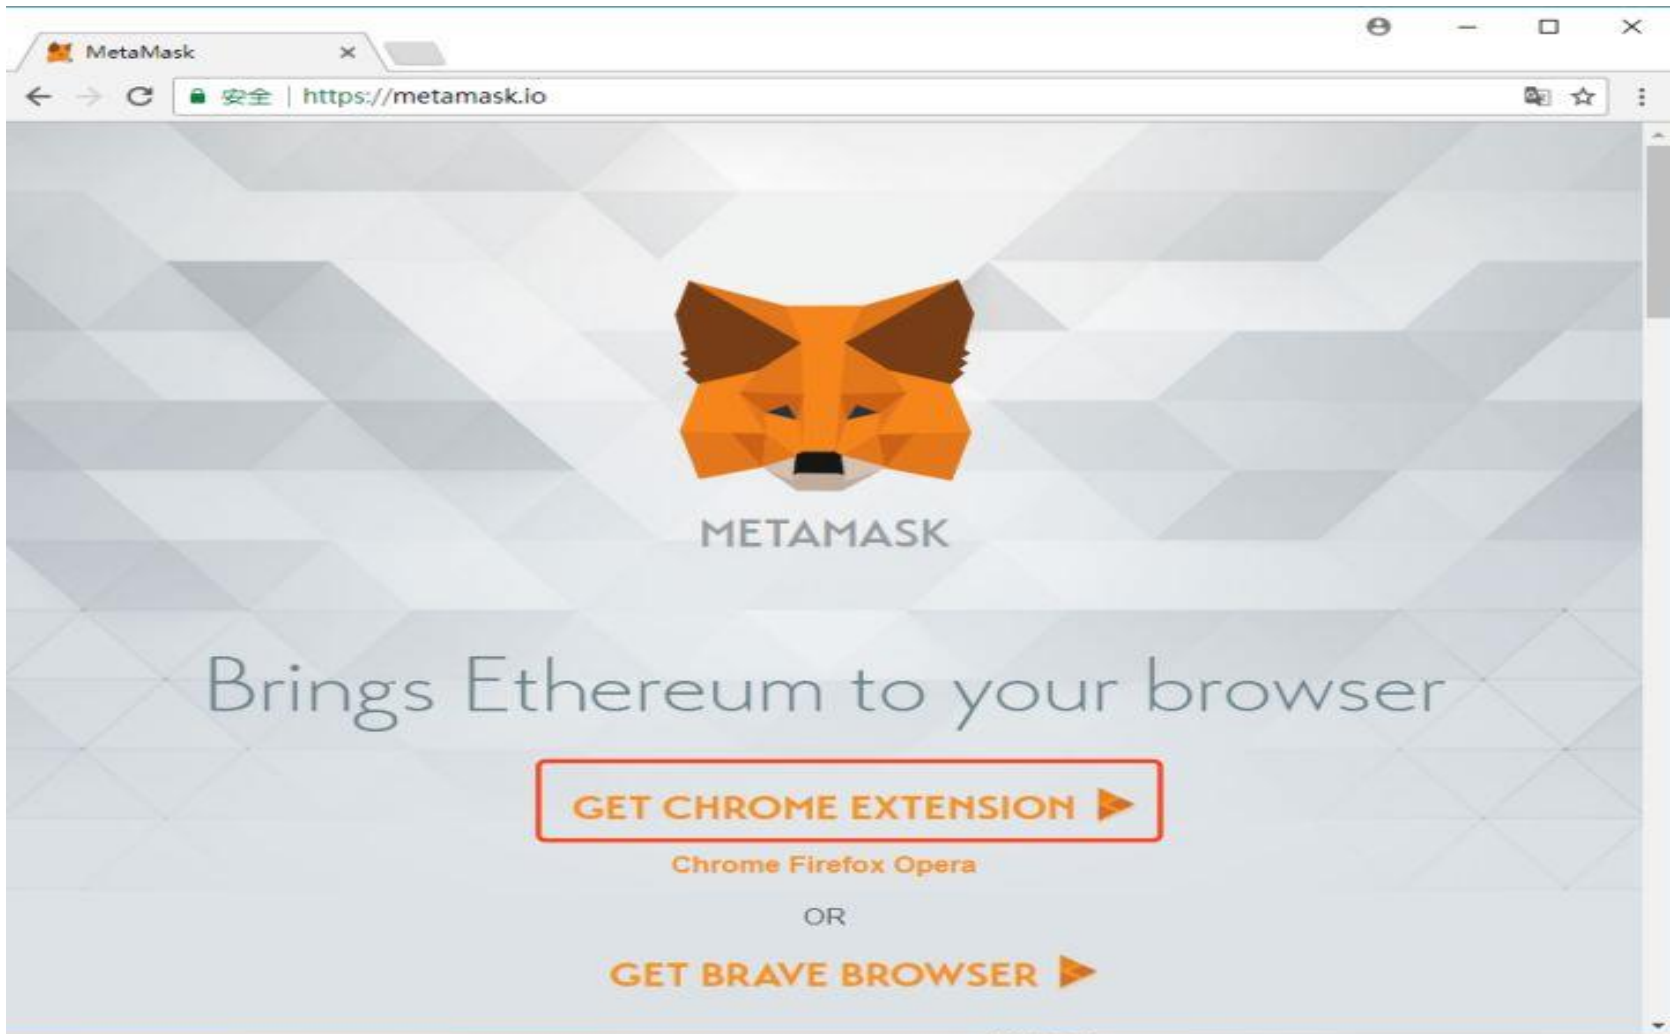 MetaMask
安全 | https://metamask.io
METAMASK
Brings Ethereum to your browser
GET CHROME EXTENSION
Chrome Firefox Opera
OR
GET BRAVE BROWSER